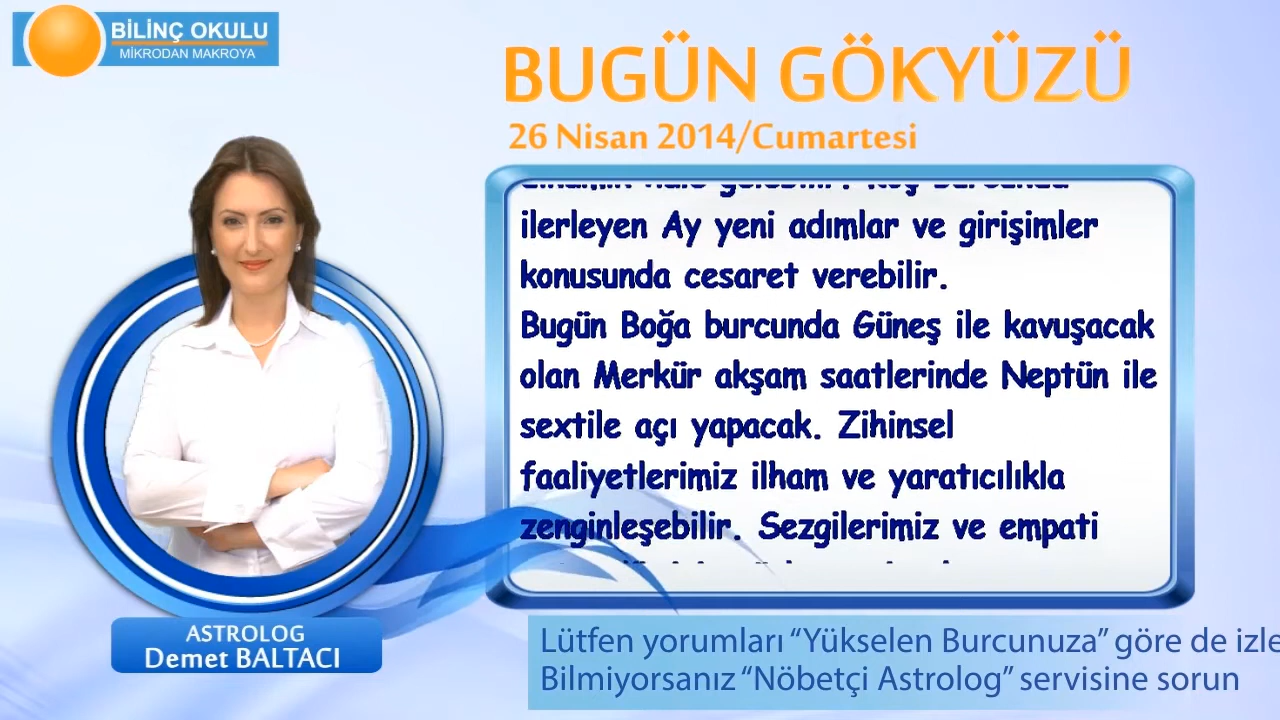 BİLİNÇ OKULU
MİKRODAN MAKROYA
BUGÜN GÖKYÜZÜ
26 Nisan 2014/Cumartesi
ilerleyen Ay yeni adımlar ve girişimler
konusunda cesaret verebilir.
Bugün Boğa burcunda Güneş ile kavuşacak
olan Merkür akşam saatlerinde Neptün ile
sextile açı yapacak. Zihinsel
faaliyetlerimiz ilham ve yaratıcılıkla
zenginleşebilir. Sezgilerimiz ve empati
ASTROLOG
Demet BALTACI
Lütfen yorumları “Yükselen Burcunuza” göre de izle
Bilmiyorsanız “Nöbetçi Astrolog” servisine sorun